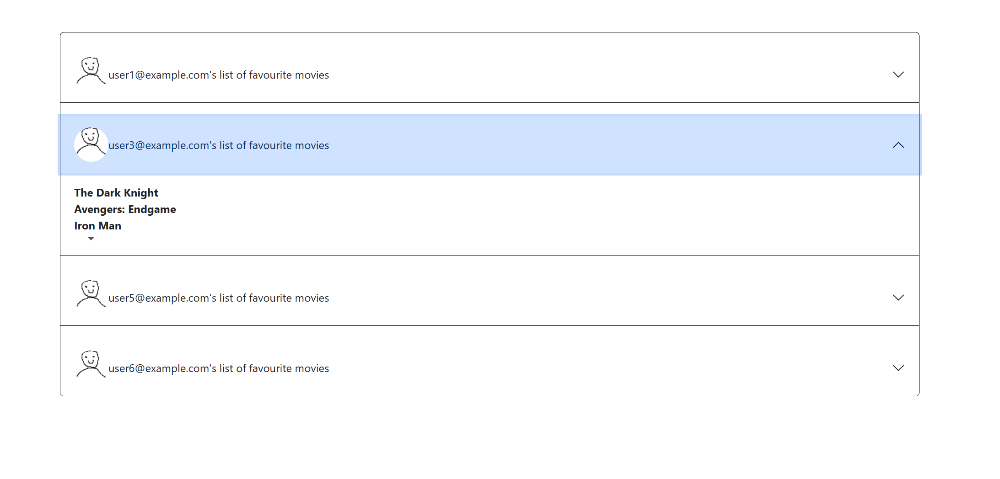 user1@example.com's list of favourite movies
user3@example.com's list of favourite movies
The Dark Knight
Avengers: Endgame
Iron Man
user5@example.com's list of favourite movies
user6@example.com's list of favourite movies